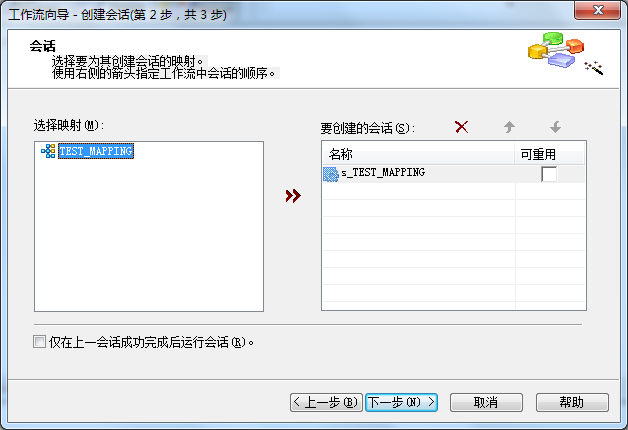 工作流向导 - 创建会话(第 2 步，共 3 步)
会话
选择要为其创建会话的映射。
使用右侧的箭头指定工作流中会话的顺序。
选择映射(M):
要创建的会话(S):
TEST_MAPPING
名称
可重用
s_TEST_MAPPING
仅在上一会话成功完成后运行会话(R)。
< 上一步(B)
下一步(N) >
取消
帮助